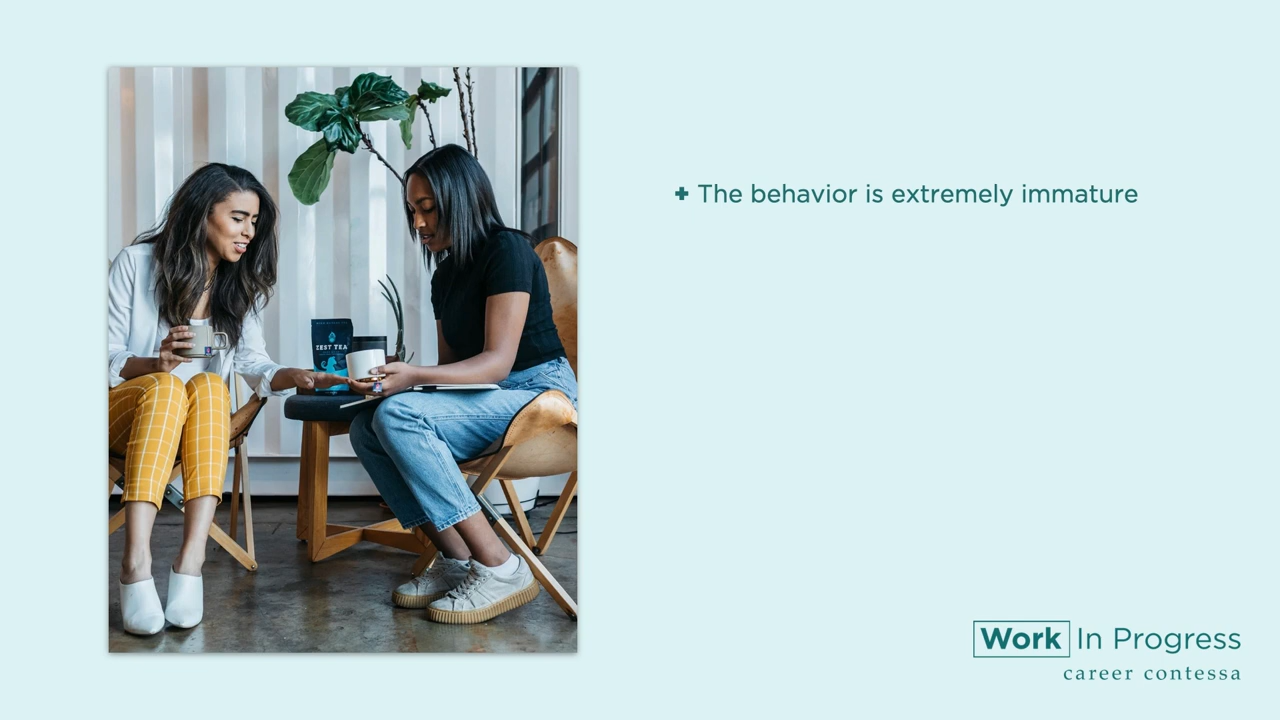 ZEST TEA
+ The behavior is extremely immature
Work In Progress
career contessa